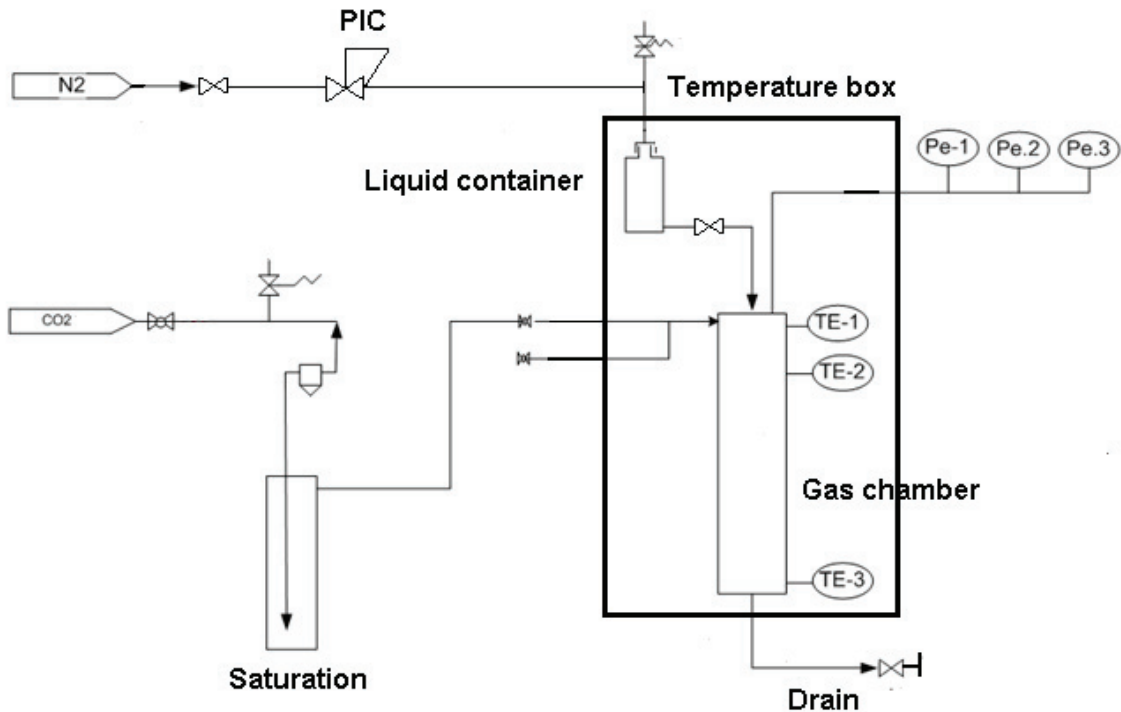 PIC
N2
Temperature box
Pe-1
Pe.2
Pe.3
Liquid container
CO2
TE-1
TE-2
Gas chamber
TE-3
Saturation
Drain